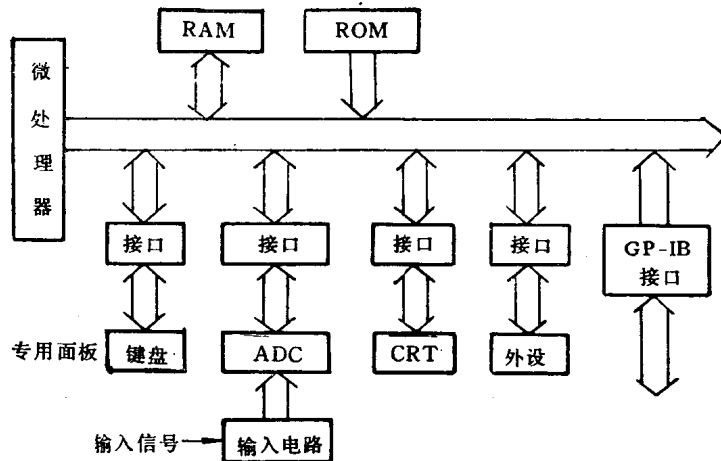 RAM
ROM
微处理器
接口
接口
接口
接口
GP-IB
接口
专用面板
键盘
ADC
CRT
外设
输入信号
输入电路